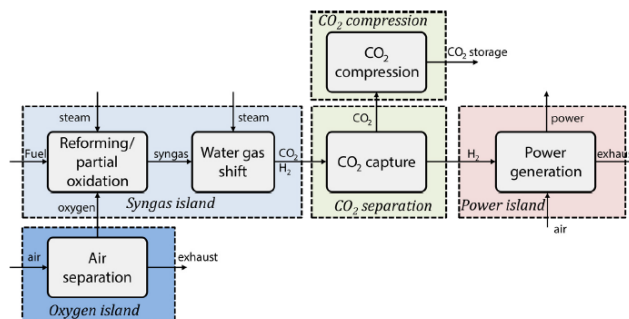 CO2 compression
CO2
compression
CO2 storage
steam
steam
CO2
power
Fuel
Reforming/
partial
oxidation
syngas
Water gas
shift
CO2
H2
CO2 capture
H2
Power
generation
exhau
oxygen
Syngas island
CO2 separation
Power island
air
air
Air
separation
exhaust
Oxygen island